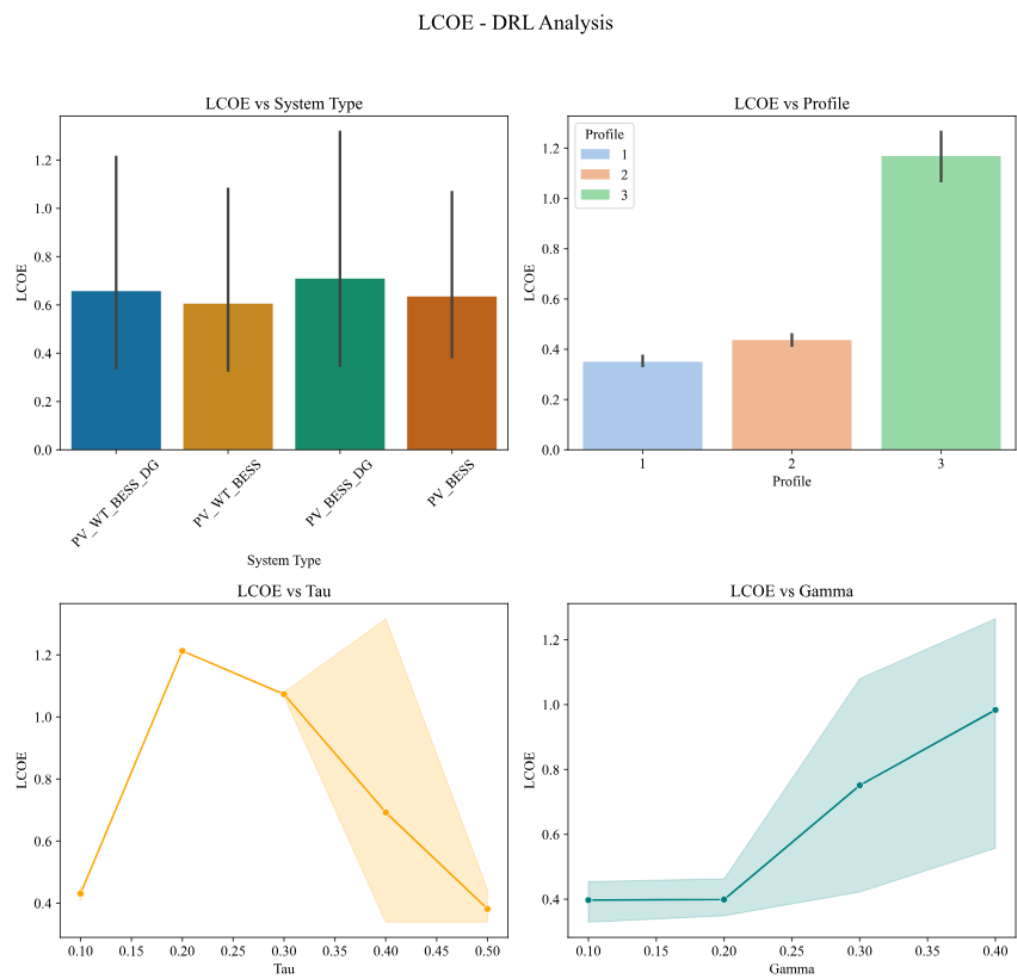 LCOE - DRL Analysis
LCOE vs System Type
LCOE
1.2
1.0
0.8
0.6
0.4
0.2
0.0
PV_WT_BESS_DG
PV_WT_BESS
PV_BESS_DG
PV_BESS
System Type
LCOE vs Profile
LCOE
1.2
1.0
0.8
0.6
0.4
0.2
0.0
Profile
1
2
3
1 2 3
Profile
LCOE vs Tau
LCOE
1.2
1.0
0.8
0.6
0.4
0.10 0.15 0.20 0.25 0.30 0.35 0.40 0.45 0.50
Tau
LCOE vs Gamma
LCOE
1.2
1.0
0.8
0.6
0.4
0.10 0.15 0.20 0.25 0.30 0.35 0.40
Gamma